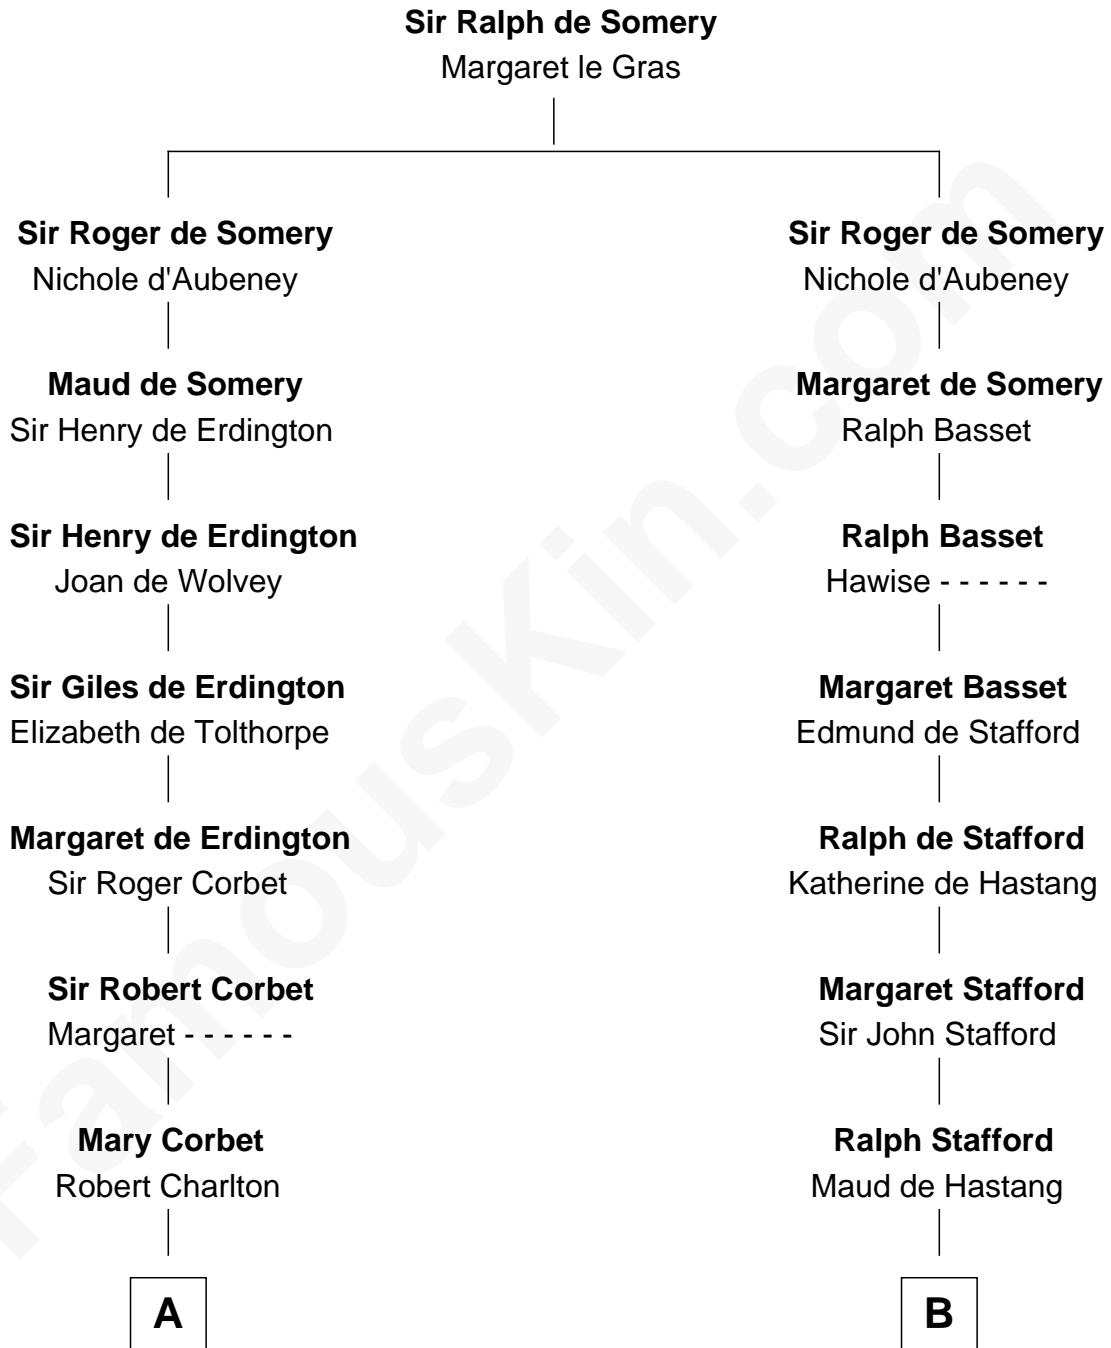 Sir Ralph de Somery
Margaret le Gras
Sir Roger de Somery
Nichole d'Aubeney
Maud de Somery
Sir Henry de Erdington
Sir Henry de Erdington
Joan de Wolvey
Sir Giles de Erdington
Elizabeth de Tolthorpe
Margaret de Erdington
Sir Roger Corbet
Sir Robert Corbet
Margaret - - - - - -
Mary Corbet
Robert Charlton
A
Sir Roger de Somery
Nichole d'Aubeney
Margaret de Somery
Ralph Basset
Ralph Basset
Hawise - - - - - -
Margaret Basset
Edmund de Stafford
Ralph de Stafford
Katherine de Hastang
Margaret Stafford
Sir John Stafford
Ralph Stafford
Maud de Hastang
B
FamousKin.com